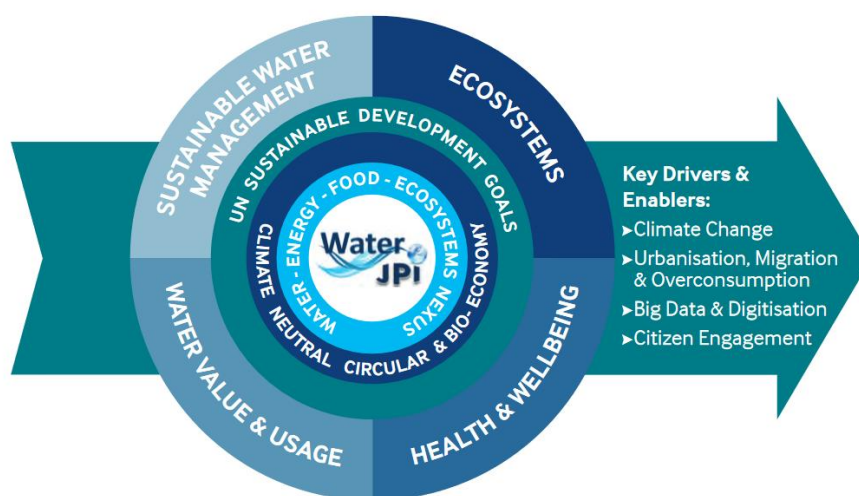 SUSTAINABLE WATER
MANAGEMENT
ECOSYSTEMS
UN SUSTAINABLE DEVELOPMENT GOALS
CLIMATE NEUTRAL CIRCULAR & BIO-ECONOMY
WATER-ENERGY-FOOD-ECOSYSTEMS NEXUS
Water
JPI
WATER VALUE & USAGE
HEALTH & WELLBEING
Key Drivers &
Enablers:
➤Climate Change
➤Urbanisation, Migration
& Overconsumption
➤Big Data & Digitisation
➤Citizen Engagement